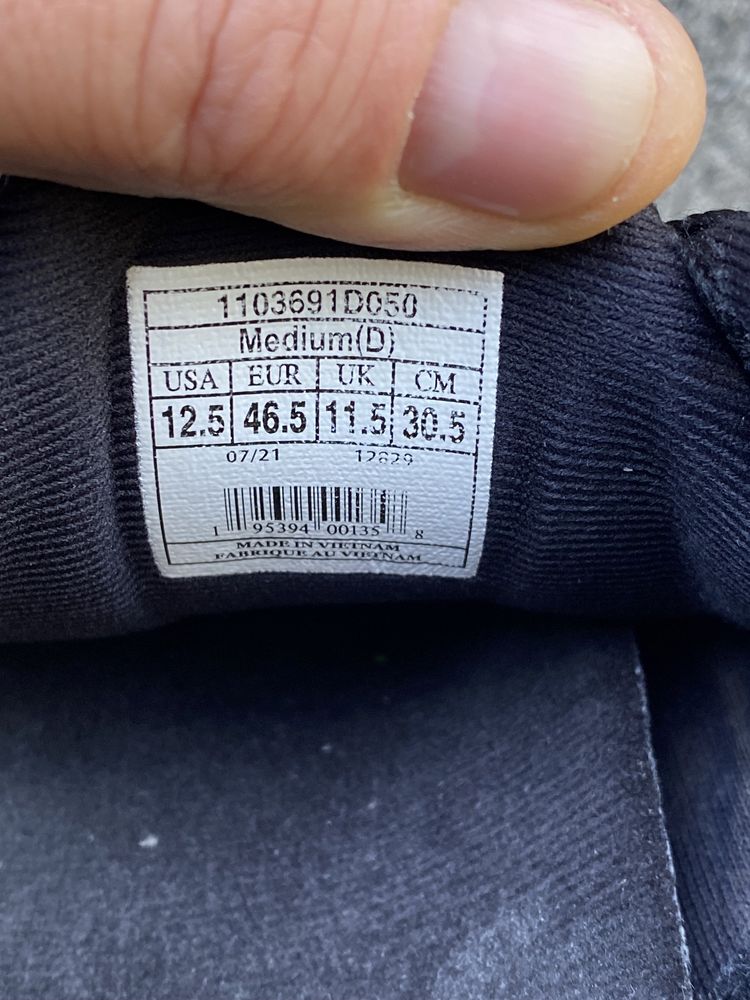 1103691D050
Medium(D)
USA EUR UK CM
12.5 46.5 11.5 30.5
07/21 12829
1 95394 00135 8
MADE IN VIETNAM
FABRIQUE AU VIETNAM